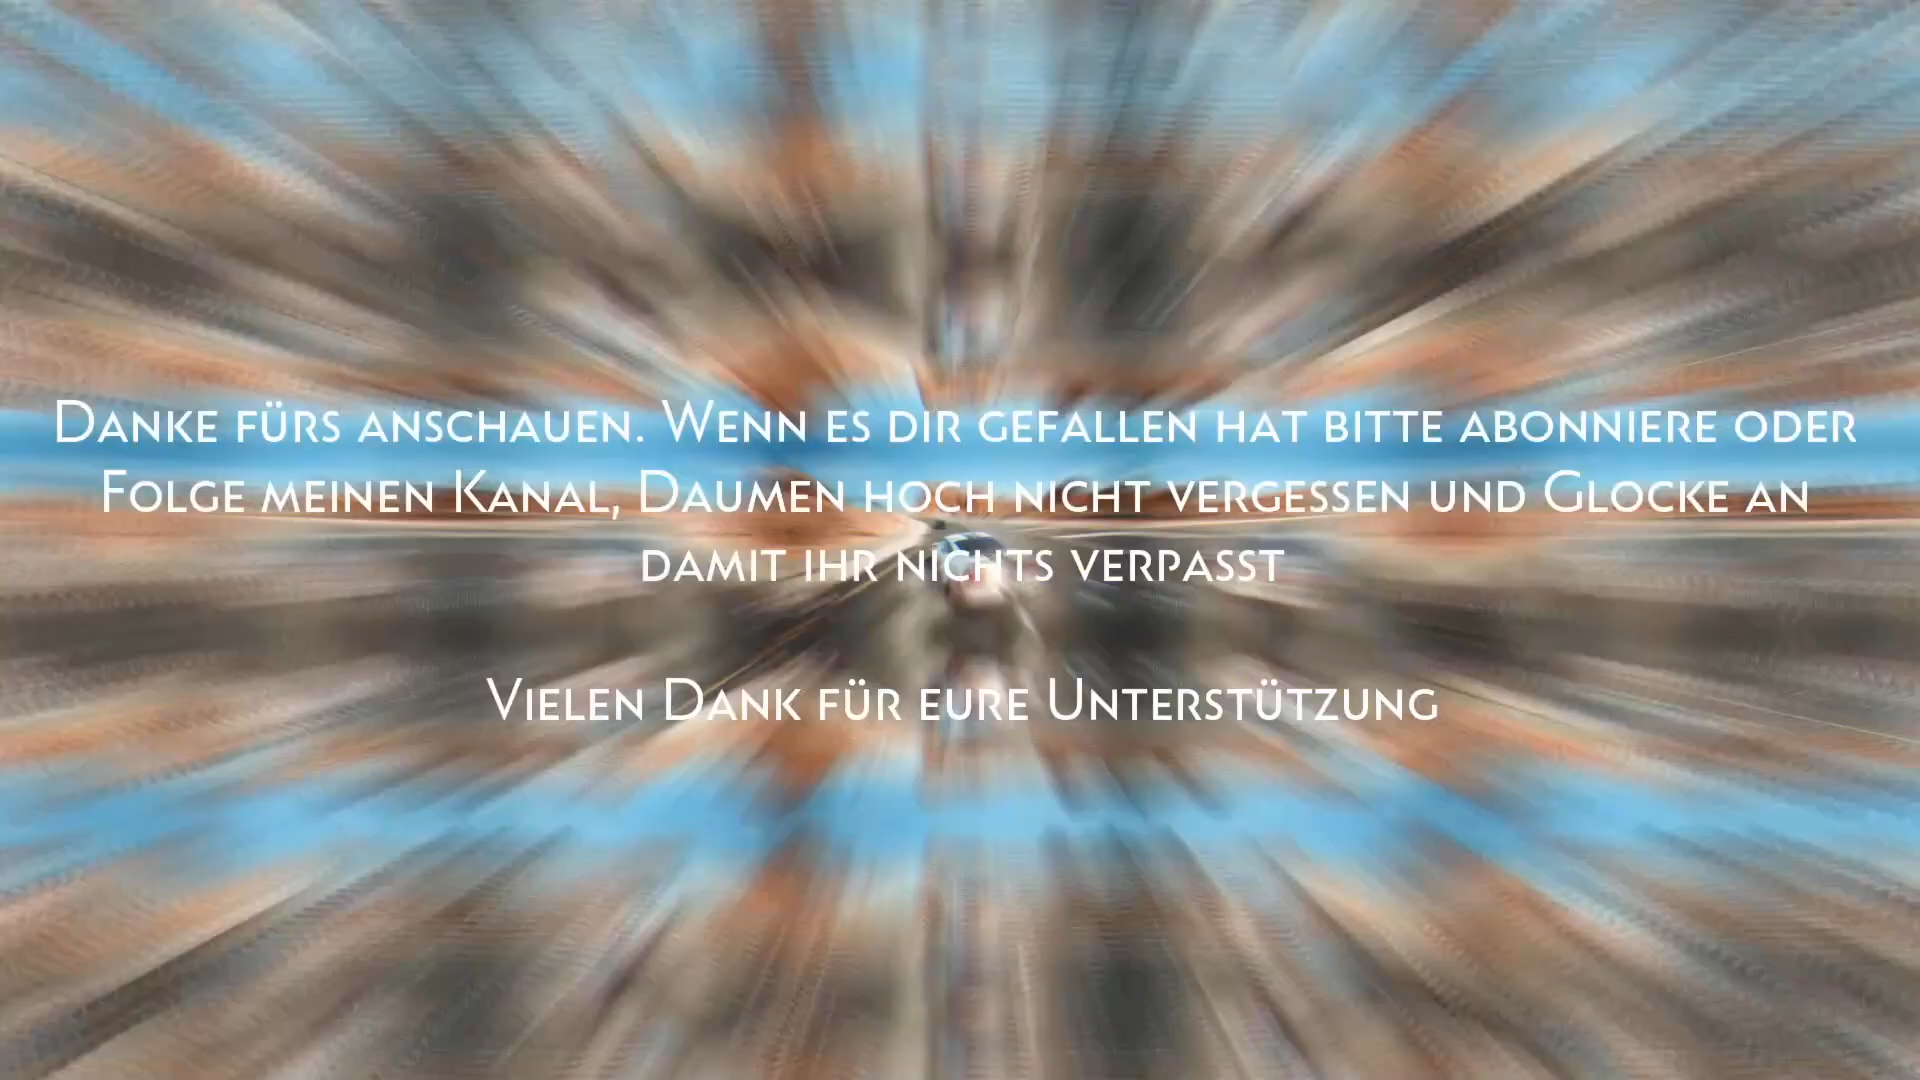 Danke fürs anschauen. Wenn es dir gefallen hat bitte abonniere oder
Folge meinen Kanal, Daumen hoch nicht vergessen und Glocke an
damit ihr nichts verpasst
Vielen Dank für eure Unterstützung